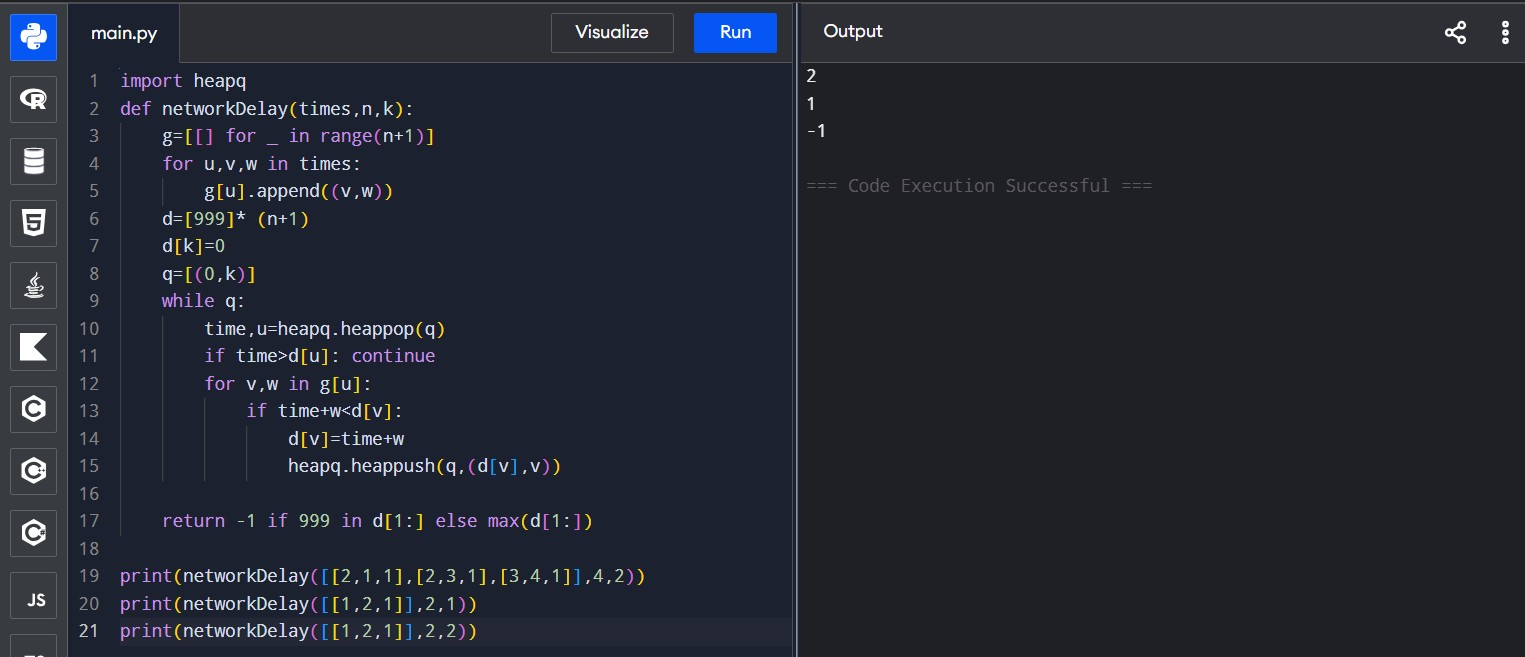 main.py
Visualize
Run
Output
1 import heapq
2 def networkDelay(times,n,k):
3     g=[[] for _ in range(n+1)]
4     for u,v,w in times:
5         g[u].append((v,w))
6     d=[999]* (n+1)
7     d[k]=0
8     q=[(0,k)]
9     while q:
10         time,u=heapq.heappop(q)
11         if time>d[u]: continue
12         for v,w in g[u]:
13             if time+w<d[v]:
14                 d[v]=time+w
15                 heapq.heappush(q,(d[v],v))
16
17     return -1 if 999 in d[1:] else max(d[1:])
18
19 print(networkDelay([[2,1,1],[2,3,1],[3,4,1]],4,2))
20 print(networkDelay([[1,2,1]],2,1))
21 print(networkDelay([[1,2,1]],2,2))
2
1
-1
=== Code Execution Successful ===
R
5
C
C
C
JS